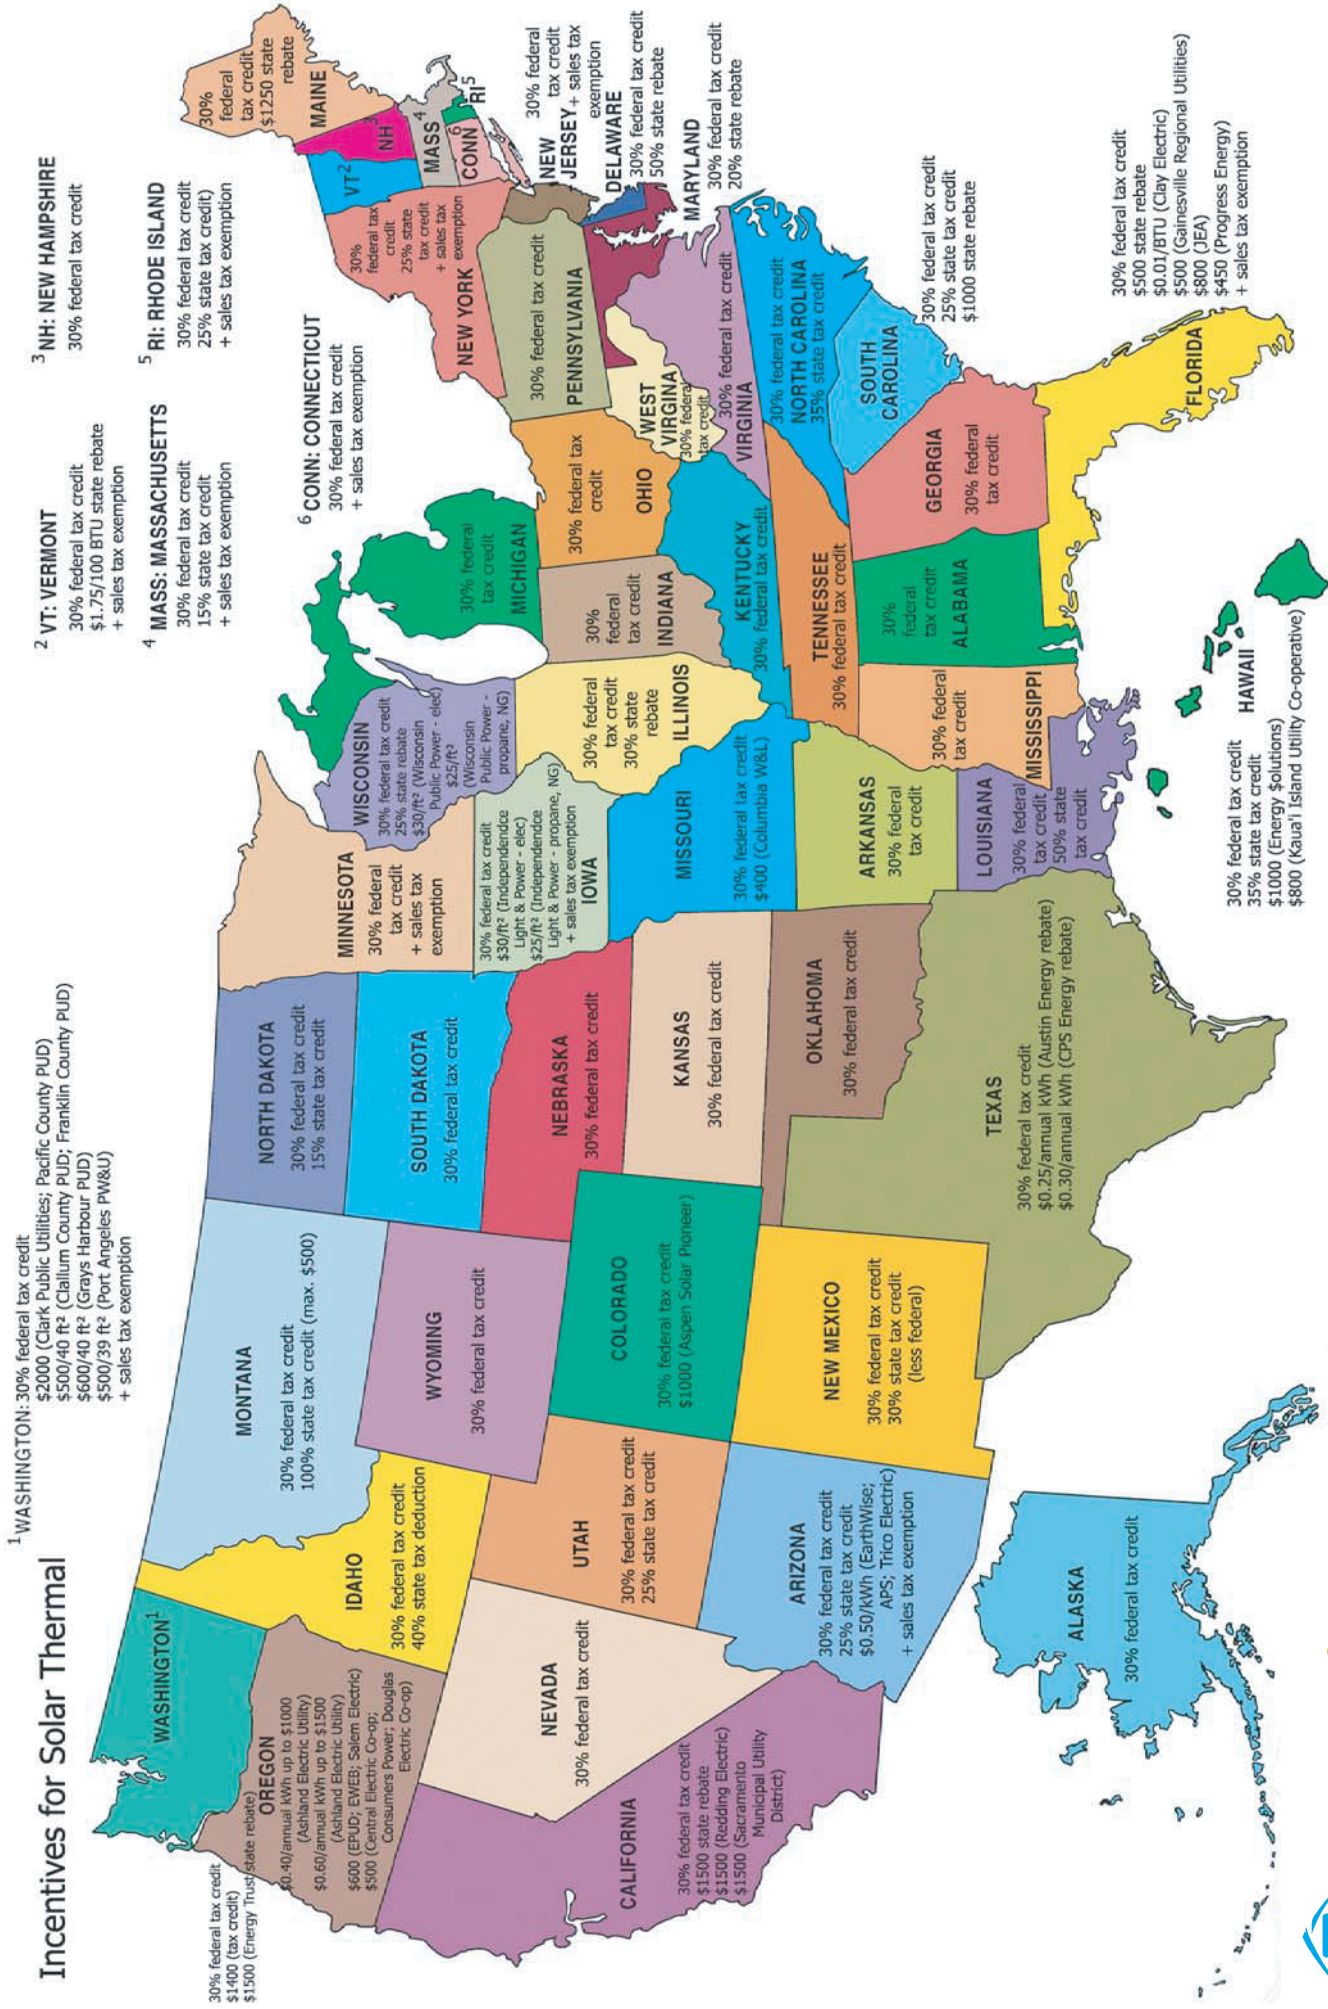 Incentives for Solar Thermal
1 WASHINGTON: 30% federal tax credit
$2000 (Clark Public Utilities; Pacific County PUD)
$500/40 ft² (Clallum County PUD; Franklin County PUD)
$600/40 ft² (Grays Harbour PUD)
$500/39 ft² (Port Angeles PW&U)
+ sales tax exemption
2 VT: VERMONT
30% federal tax credit
$1.75/100 BTU state rebate
+ sales tax exemption
3 NH: NEW HAMPSHIRE
30% federal tax credit
4 MASS: MASSACHUSETTS
30% federal tax credit
15% state tax credit
+ sales tax exemption
5 RI: RHODE ISLAND
30% federal tax credit
25% state tax credit)
+ sales tax exemption
6 CONN: CONNECTICUT
30% federal tax credit
+ sales tax exemption
WASHINGTON1
30% federal tax credit
$1400 (tax credit)
$1500 (Energy Trust state rebate)
OREGON
$0.40/annual kWh up to $1000
(Ashland Electric Utility)
$0.60/annual kWh up to $1500
(Ashland Electric Utility)
$600 (EPUD; EWEB; Salem Electric)
$500 (Central Electric Co-op;
Consumers Power; Douglas
Electric Co-op)
IDAHO
30% federal tax credit
40% state tax deduction
MONTANA
30% federal tax credit
100% state tax credit (max. $500)
WYOMING
30% federal tax credit
NORTH DAKOTA
30% federal tax credit
15% state tax credit
SOUTH DAKOTA
30% federal tax credit
NEBRASKA
30% federal tax credit
KANSAS
30% federal tax credit
OKLAHOMA
30% federal tax credit
TEXAS
30% federal tax credit
$0.25/annual kWh (Austin Energy rebate)
$0.30/annual kWh (CPS Energy rebate)
COLORADO
30% federal tax credit
$1000 (Aspen Solar Pioneer)
NEW MEXICO
30% federal tax credit
30% state tax credit
(less federal)
UTAH
30% federal tax credit
25% state tax credit
ARIZONA
30% federal tax credit
25% state tax credit
$0.50/kWh (EarthWise;
APS; Trico Electric)
+ sales tax exemption
NEVADA
30% federal tax credit
CALIFORNIA
30% federal tax credit
$1500 state rebate
$1500 (Redding Electric)
$1500 (Sacramento
Municipal Utility
District)
ALASKA
30% federal tax credit
HAWAII
30% federal tax credit
35% state tax credit
$1000 (Energy $olutions)
$800 (Kaua'i Island Utility Co-operative)
MINNESOTA
30% federal
tax credit
+ sales tax
exemption
WISCONSIN
30% federal tax credit
25% state rebate
$30/ft² (Wisconsin
Public Power - elec)
$25/ft²
(Wisconsin
Public Power -
propane, NG)
30% federal tax credit
$30/ft² (Independendce
Light & Power - elec)
$25/ft² (Independendce
Light & Power - propane, NG)
+ sales tax exemption
IOWA
30% federal
tax credit
30% state
rebate
ILLINOIS
MISSOURI
30% federal tax credit
$400 (Columbia W&L)
ARKANSAS
30% federal
tax credit
LOUISIANA
30% federal
tax credit
50% state
tax credit
30% federal
tax credit
MISSISSIPPI
30%
federal
tax credit
ALABAMA
TENNESSEE
30% federal tax credit
KENTUCKY
30% federal tax credit
30%
federal
tax credit
INDIANA
30% federal
tax credit
MICHIGAN
30% federal tax
credit
OHIO
WEST
VIRGINIA
30% federal
tax credit
30% federal tax credit
VIRGINIA
30% federal tax credit
NORTH CAROLINA
35% state tax credit
SOUTH
CAROLINA
30% federal tax credit
25% state tax credit
$1000 rebate
GEORGIA
30% federal
tax credit
FLORIDA
30% federal tax credit
$500 state rebate
$0.01/BTU (Clay Electric)
$500 (Gainesville Regional Utilities)
$800 (JEA)
$450 (Progress Energy)
+ sales tax exemption
30% federal tax credit
PENNSYLVANIA
30%
federal tax
credit
25% state
tax credit
+ sales tax
exemption
NEW YORK
VT2
NH 3
MASS 4
CONN 6
RI 5
30%
federal
tax credit
$1250 state
rebate
MAINE
NEW
JERSEY
30% federal
tax credit
+ sales tax
exemption
DELAWARE
30% federal tax credit
50% state rebate
MARYLAND
30% federal tax credit
20% state rebate